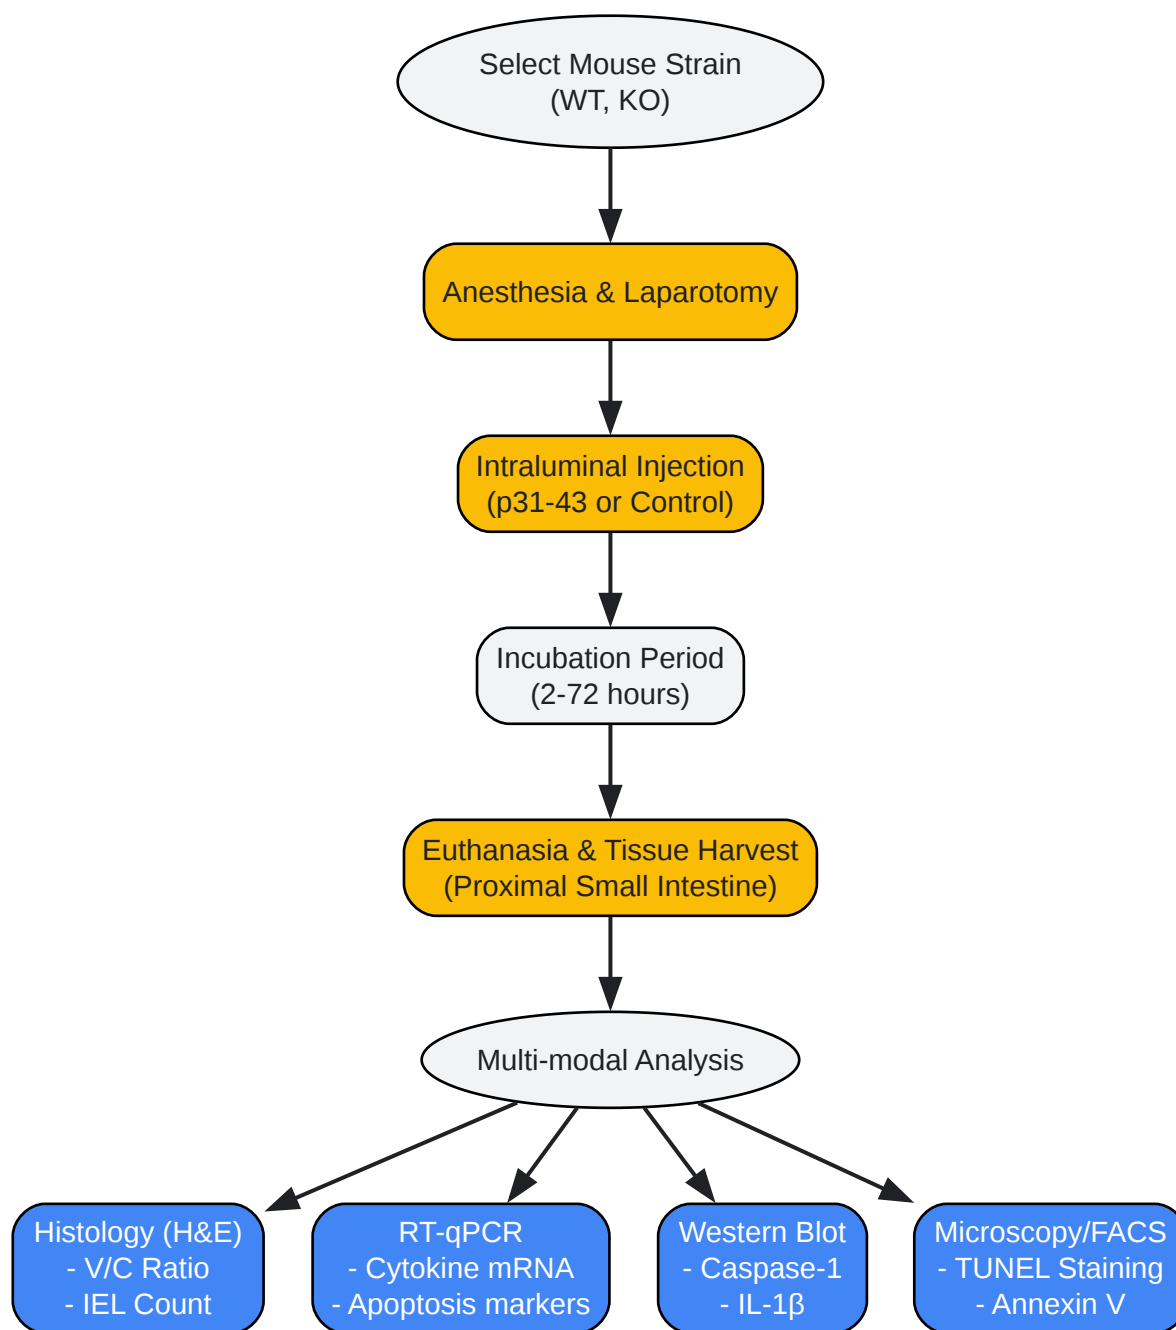 Select Mouse Strain
(WT, KO)
Anesthesia & Laparotomy
Intraluminal Injection
(p31-43 or Control)
Incubation Period
(2-72 hours)
Euthanasia & Tissue Harvest
(Proximal Small Intestine)
Multi-modal Analysis
Histology (H&E)
- V/C Ratio
- IEL Count
RT-qPCR
- Cytokine mRNA
- Apoptosis markers
Western Blot
- Caspase-1
- IL-1β
Microscopy/FACS
- TUNEL Staining
- Annexin V